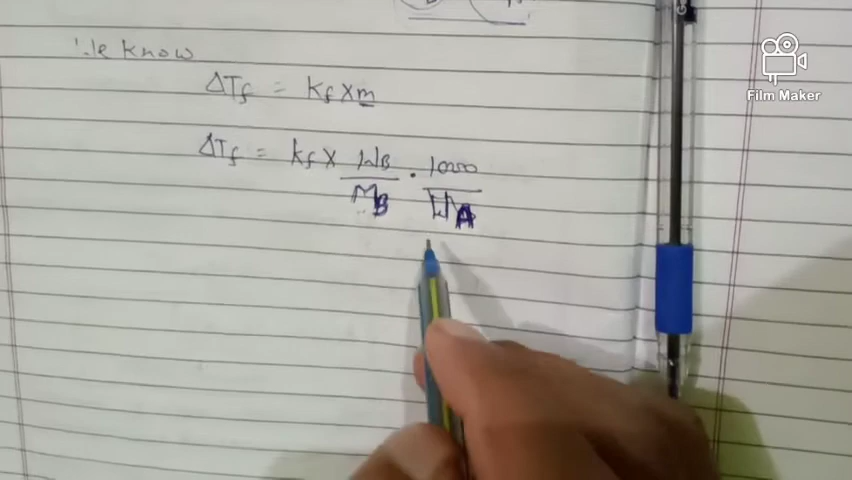 We know
ΔTf = kf × m
ΔTf = kf × WB/MB · 1000/WA
Film Maker